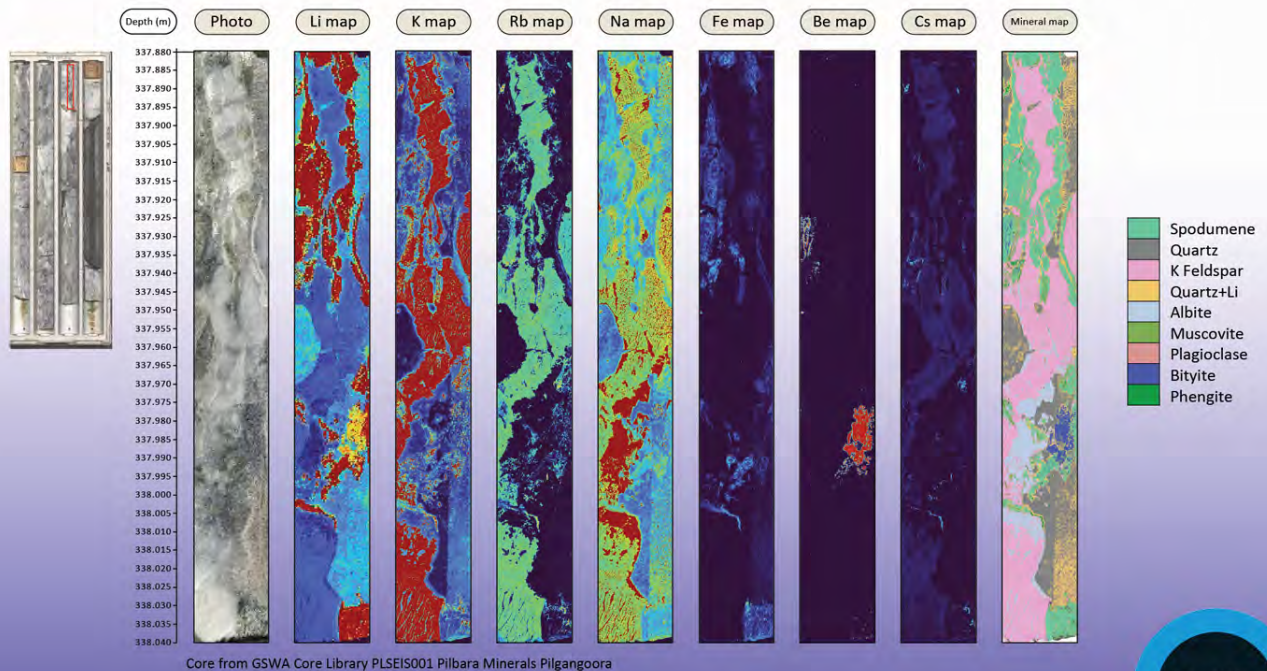 Depth (m)
Photo
Li map
K map
Rb map
Na map
Fe map
Be map
Cs map
Mineral map
337.880
337.885
337.890
337.895
337.900
337.905
337.910
337.915
337.920
337.925
337.930
337.935
337.940
337.945
337.950
337.955
337.960
337.965
337.970
337.975
337.980
337.985
337.990
337.995
338.000
338.005
338.010
338.015
338.020
338.025
338.030
338.035
338.040
Spodumene
Quartz
K Feldspar
Quartz+Li
Albite
Muscovite
Plagioclase
Bityite
Phengite
Core from GSWA Core Library PLSEIS001 Pilbara Minerals Pilgangoora